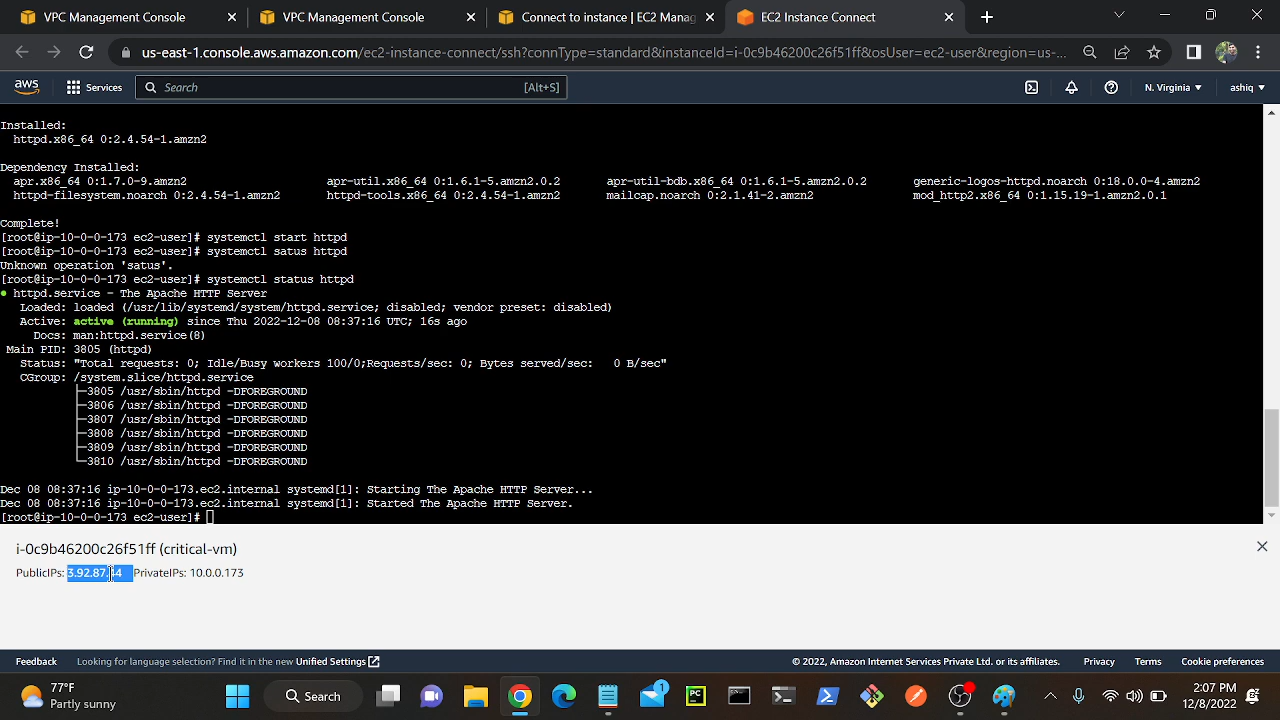 VPC Management Console
VPC Management Console
Connect to instance | EC2 Manag
EC2 Instance Connect
us-east-1.console.aws.amazon.com/ec2-instance-connect/ssh?connType=standard&instanceId=i-0c9b46200c26f51ff&osUser=ec2-user&region=us-...
aws Services Search [Alt+S] N. Virginia ashiq
Installed:
httpd.x86_64 0:2.4.54-1.amzn2
Dependency Installed:
apr.x86_64 0:1.7.0-9.amzn2 apr-util.x86_64 0:1.6.1-5.amzn2.0.2 apr-util-bdb.x86_64 0:1.6.1-5.amzn2.0.2 generic-logos-httpd.noarch 0:18.0.0-4.amzn2
httpd-filesystem.noarch 0:2.4.54-1.amzn2 httpd-tools.x86_64 0:2.4.54-1.amzn2 mailcap.noarch 0:2.1.41-2.amzn2 mod_http2.x86_64 0:1.15.19-1.amzn2.0.1
Complete!
[root@ip-10-0-0-173 ec2-user]# systemctl start httpd
[root@ip-10-0-0-173 ec2-user]# systemctl satus httpd
Unknown operation 'satus'.
[root@ip-10-0-0-173 ec2-user]# systemctl status httpd
● httpd.service - The Apache HTTP Server
Loaded: loaded (/usr/lib/systemd/system/httpd.service; disabled; vendor preset: disabled)
Active: active (running) since Thu 2022-12-08 08:37:16 UTC; 16s ago
Docs: man:httpd.service(8)
Main PID: 3805 (httpd)
Status: "Total requests: 0; Idle/Busy workers 100/0;Requests/sec: 0; Bytes served/sec:   0 B/sec"
CGroup: /system.slice/httpd.service
├─3805 /usr/sbin/httpd -DFOREGROUND
├─3806 /usr/sbin/httpd -DFOREGROUND
├─3807 /usr/sbin/httpd -DFOREGROUND
├─3808 /usr/sbin/httpd -DFOREGROUND
├─3809 /usr/sbin/httpd -DFOREGROUND
└─3810 /usr/sbin/httpd -DFOREGROUND
Dec 08 08:37:16 ip-10-0-0-173.ec2.internal systemd[1]: Starting The Apache HTTP Server...
Dec 08 08:37:16 ip-10-0-0-173.ec2.internal systemd[1]: Started The Apache HTTP Server.
[root@ip-10-0-0-173 ec2-user]#
i-0c9b46200c26f51ff (critical-vm)
PublicIPs: 3.92.87.44 PrivateIPs: 10.0.0.173
Feedback Looking for language selection? Find it in the new Unified Settings © 2022, Amazon Internet Services Private Ltd. or its affiliates. Privacy Terms Cookie preferences
77°F
Partly sunny
Search
1
PC
2:07 PM
12/8/2022